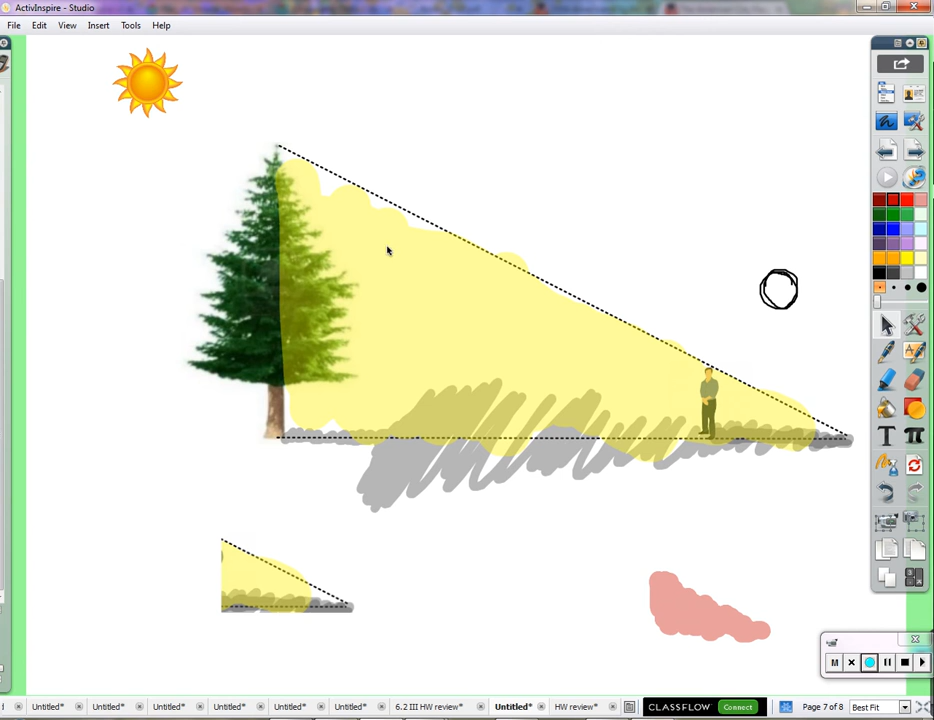 ActivInspire - Studio
File Edit View Insert Tools Help
T π
M
Untitled* Untitled* Untitled* Untitled* Untitled* Untitled* 6.2 III HW review* Untitled* HW review* CLASSFLOW Connect Page 7 of 8 Best Fit